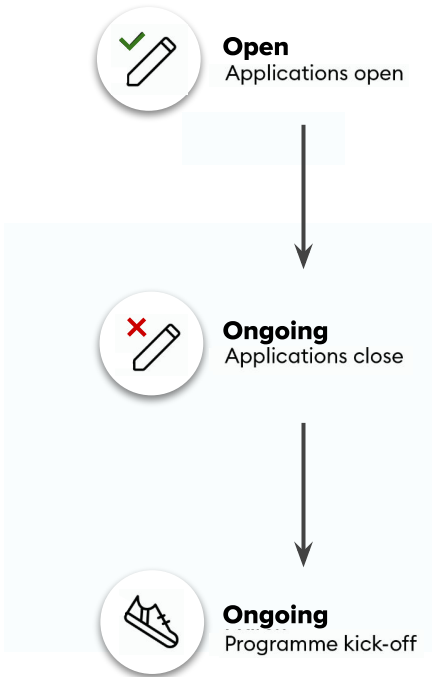 Open
Applications open
Ongoing
Applications close
Ongoing
Programme kick-off